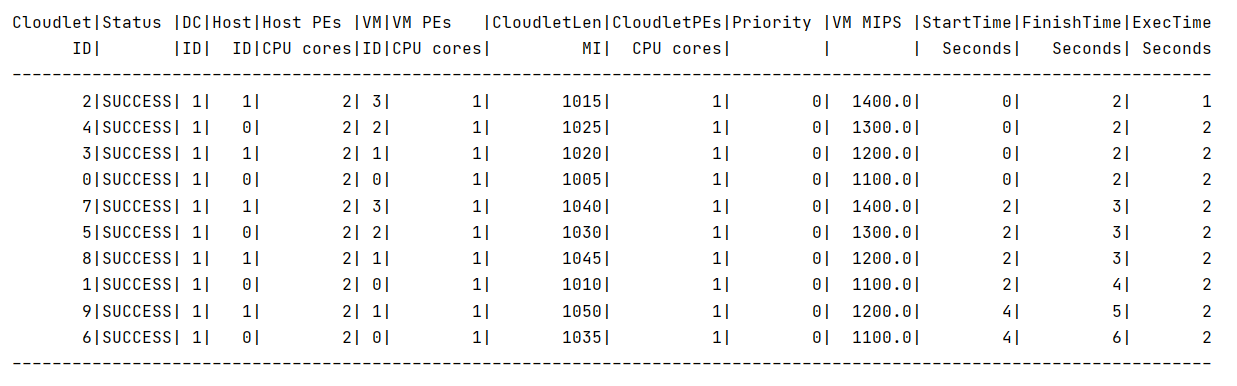 Cloudlet|Status |DC|Host|Host PEs |VM|VM PEs   |CloudletLen|CloudletPEs|Priority |VM MIPS |StartTime|FinishTime|ExecTime
      ID|       |ID|  ID|CPU cores|ID|CPU cores|         MI|  CPU cores|         |        |  Seconds|   Seconds| Seconds
------------------------------------------------------------------------------------------------------------------------
       2|SUCCESS| 1|   1|        2| 3|        1|       1015|          1|        0|  1400.0|        0|         2|       1
       4|SUCCESS| 1|   0|        2| 2|        1|       1025|          1|        0|  1300.0|        0|         2|       2
       3|SUCCESS| 1|   1|        2| 1|        1|       1020|          1|        0|  1200.0|        0|         2|       2
       0|SUCCESS| 1|   0|        2| 0|        1|       1005|          1|        0|  1100.0|        0|         2|       2
       7|SUCCESS| 1|   1|        2| 3|        1|       1040|          1|        0|  1400.0|        2|         3|       2
       5|SUCCESS| 1|   0|        2| 2|        1|       1030|          1|        0|  1300.0|        2|         3|       2
       8|SUCCESS| 1|   1|        2| 1|        1|       1045|          1|        0|  1200.0|        2|         3|       2
       1|SUCCESS| 1|   0|        2| 0|        1|       1010|          1|        0|  1100.0|        2|         4|       2
       9|SUCCESS| 1|   1|        2| 1|        1|       1050|          1|        0|  1200.0|        4|         5|       2
       6|SUCCESS| 1|   0|        2| 0|        1|       1035|          1|        0|  1100.0|        4|         6|       2
------------------------------------------------------------------------------------------------------------------------